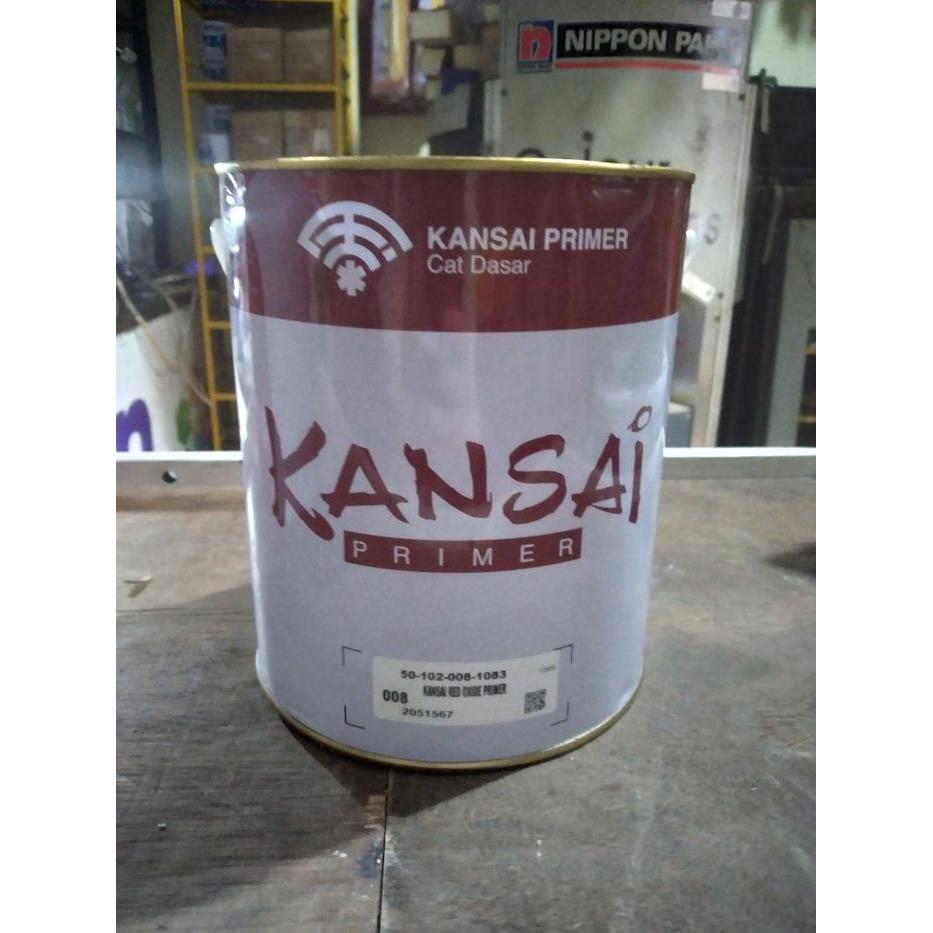 NIPPON PA
KANSAI PRIMER
Cat Dasar
KANSAI
PRIMER
50-102-008-1083
008 KANSAI RED OXIDE PRIMER
2051567